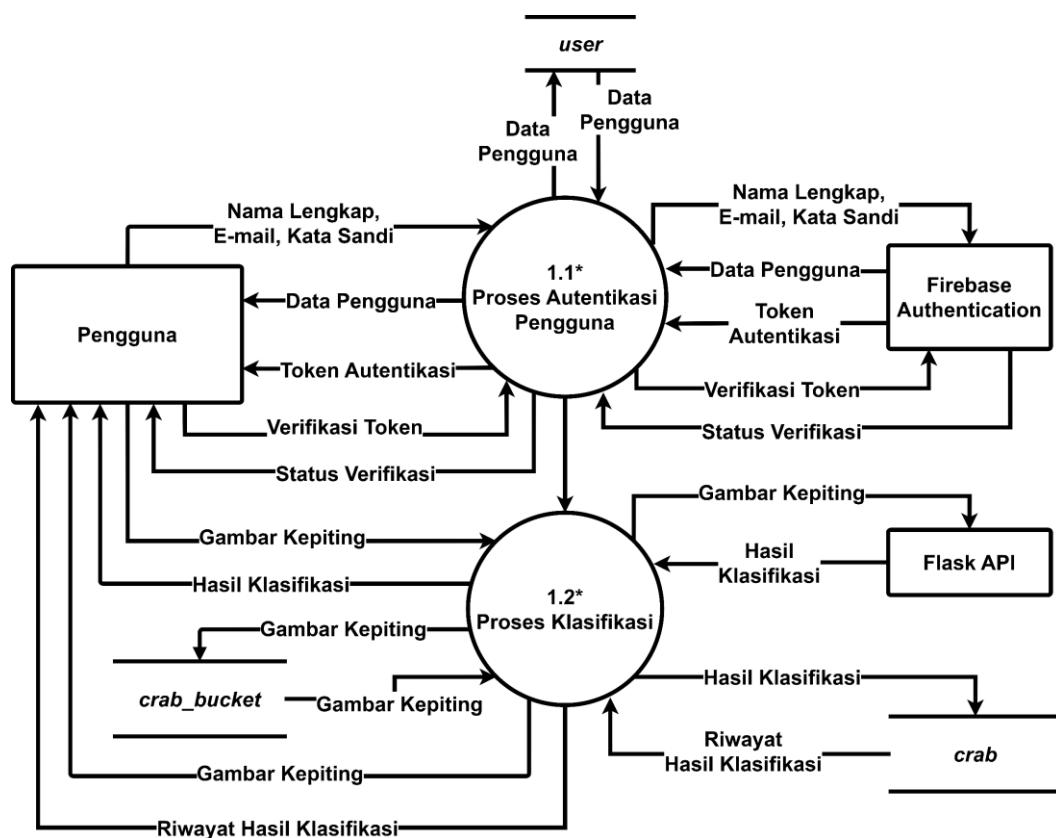 user
Data
Pengguna
Data
Pengguna
Nama Lengkap,
E-mail, Kata Sandi
Nama Lengkap,
E-mail, Kata Sandi
Pengguna
Data Pengguna
1.1*
Proses Autentikasi
Pengguna
Data Pengguna
Firebase
Authentication
Token
Autentikasi
Token Autentikasi
Verifikasi Token
Verifikasi Token
Status Verifikasi
Status Verifikasi
Gambar Kepiting
Gambar Kepiting
Hasil Klasifikasi
Hasil
Klasifikasi
Flask API
1.2*
Proses Klasifikasi
Gambar Kepiting
crab_bucket
Gambar Kepiting
Hasil Klasifikasi
Riwayat
Hasil Klasifikasi
crab
Gambar Kepiting
Riwayat Hasil Klasifikasi